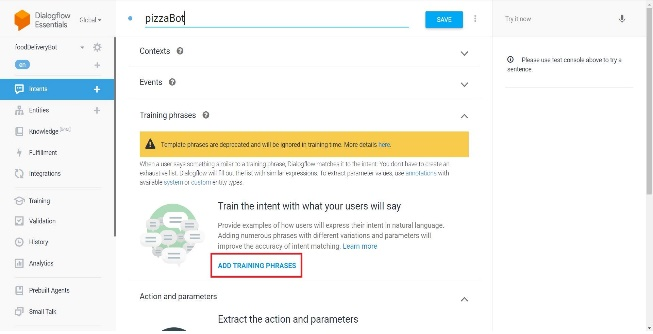 Dialogflow
Essentials
Global
pizzaBot
SAVE
Try it now
foodDeliveryBot
en
Contexts
Please use test console above to try a
sentence.
Events
Intents
Entities
Training phrases
Knowledge [beta]
Template phrases are deprecated and will be ignored in training time. More details here.
Fulfillment
When a user says something similar to a training phrase, Dialogflow matches it to the intent. You don't have to create an
exhaustive list. Dialogflow will fill out the list with similar expressions. To extract parameter values, use annotations with
available system or custom entity types.
Integrations
Training
Train the intent with what your users will say
Validation
Provide examples of how users will express their intent in natural language.
Adding numerous phrases with different variations and parameters will
improve the accuracy of intent matching. Learn more
History
Analytics
ADD TRAINING PHRASES
Prebuilt Agents
Action and parameters
Small Talk
Extract the action and parameters